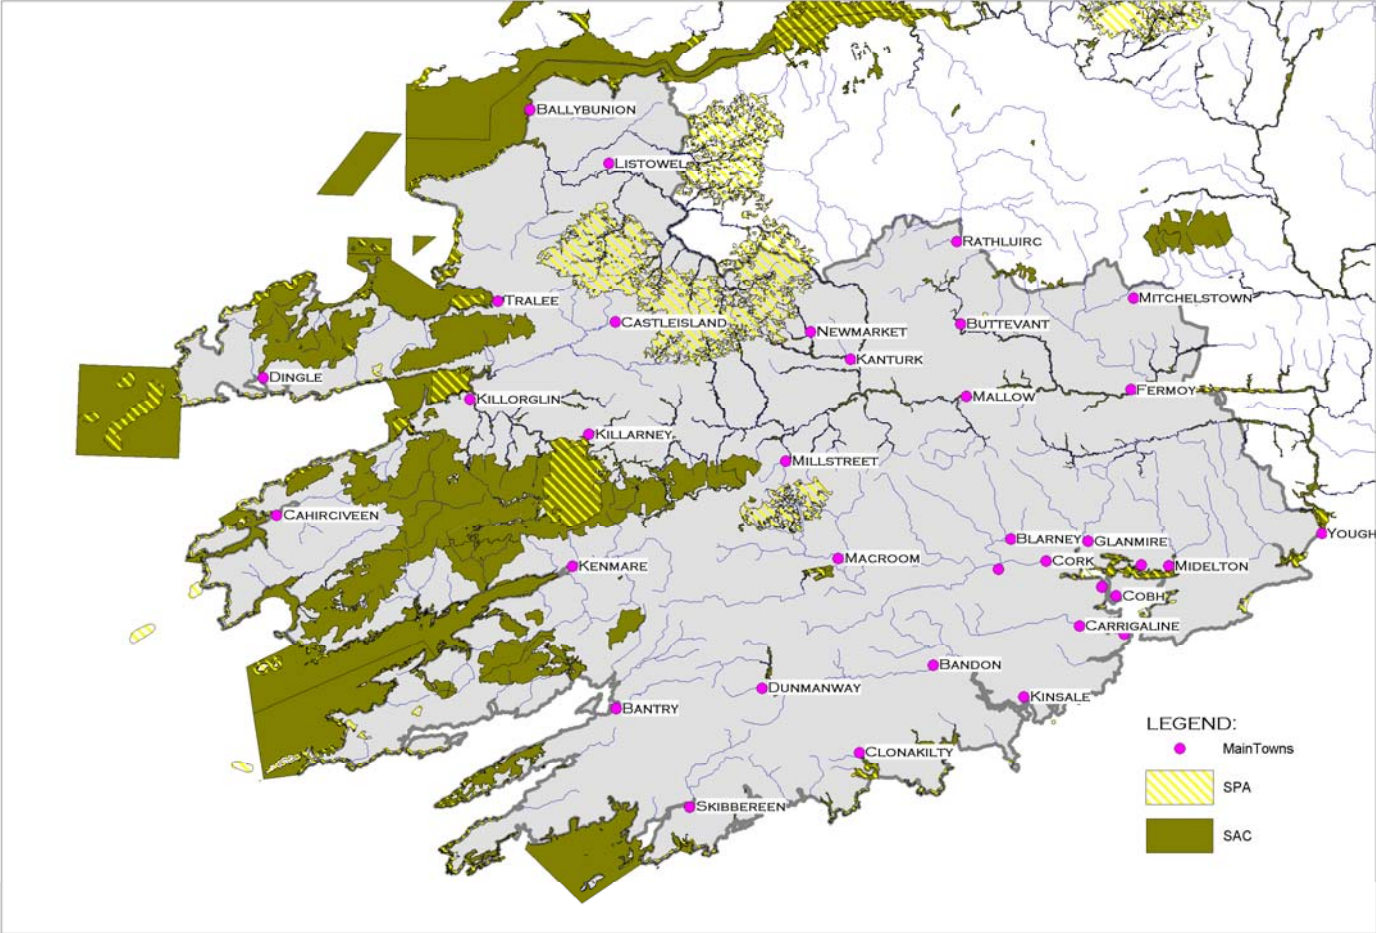 BALLYBUNION
LISTOWEL
RATHLUIRC
TRALEE
MITCHELSTOWN
CASTLEISLAND
NEWMARKET
BUTTEVANT
KANTURK
DINGLE
KILLORGLIN
MALLOW
FERMOY
KILLARNEY
MILLSTREET
CAHIRCIVEEN
YOUGH
BLARNEY
GLANMIRE
MACROOM
CORK
MIDELTON
KENMARE
COBH
CARRIGALINE
BANDON
DUNMANWAY
KINSALE
BANTRY
CLONAKILTY
SKIBBEREEN
LEGEND:
MainTowns
SPA
SAC